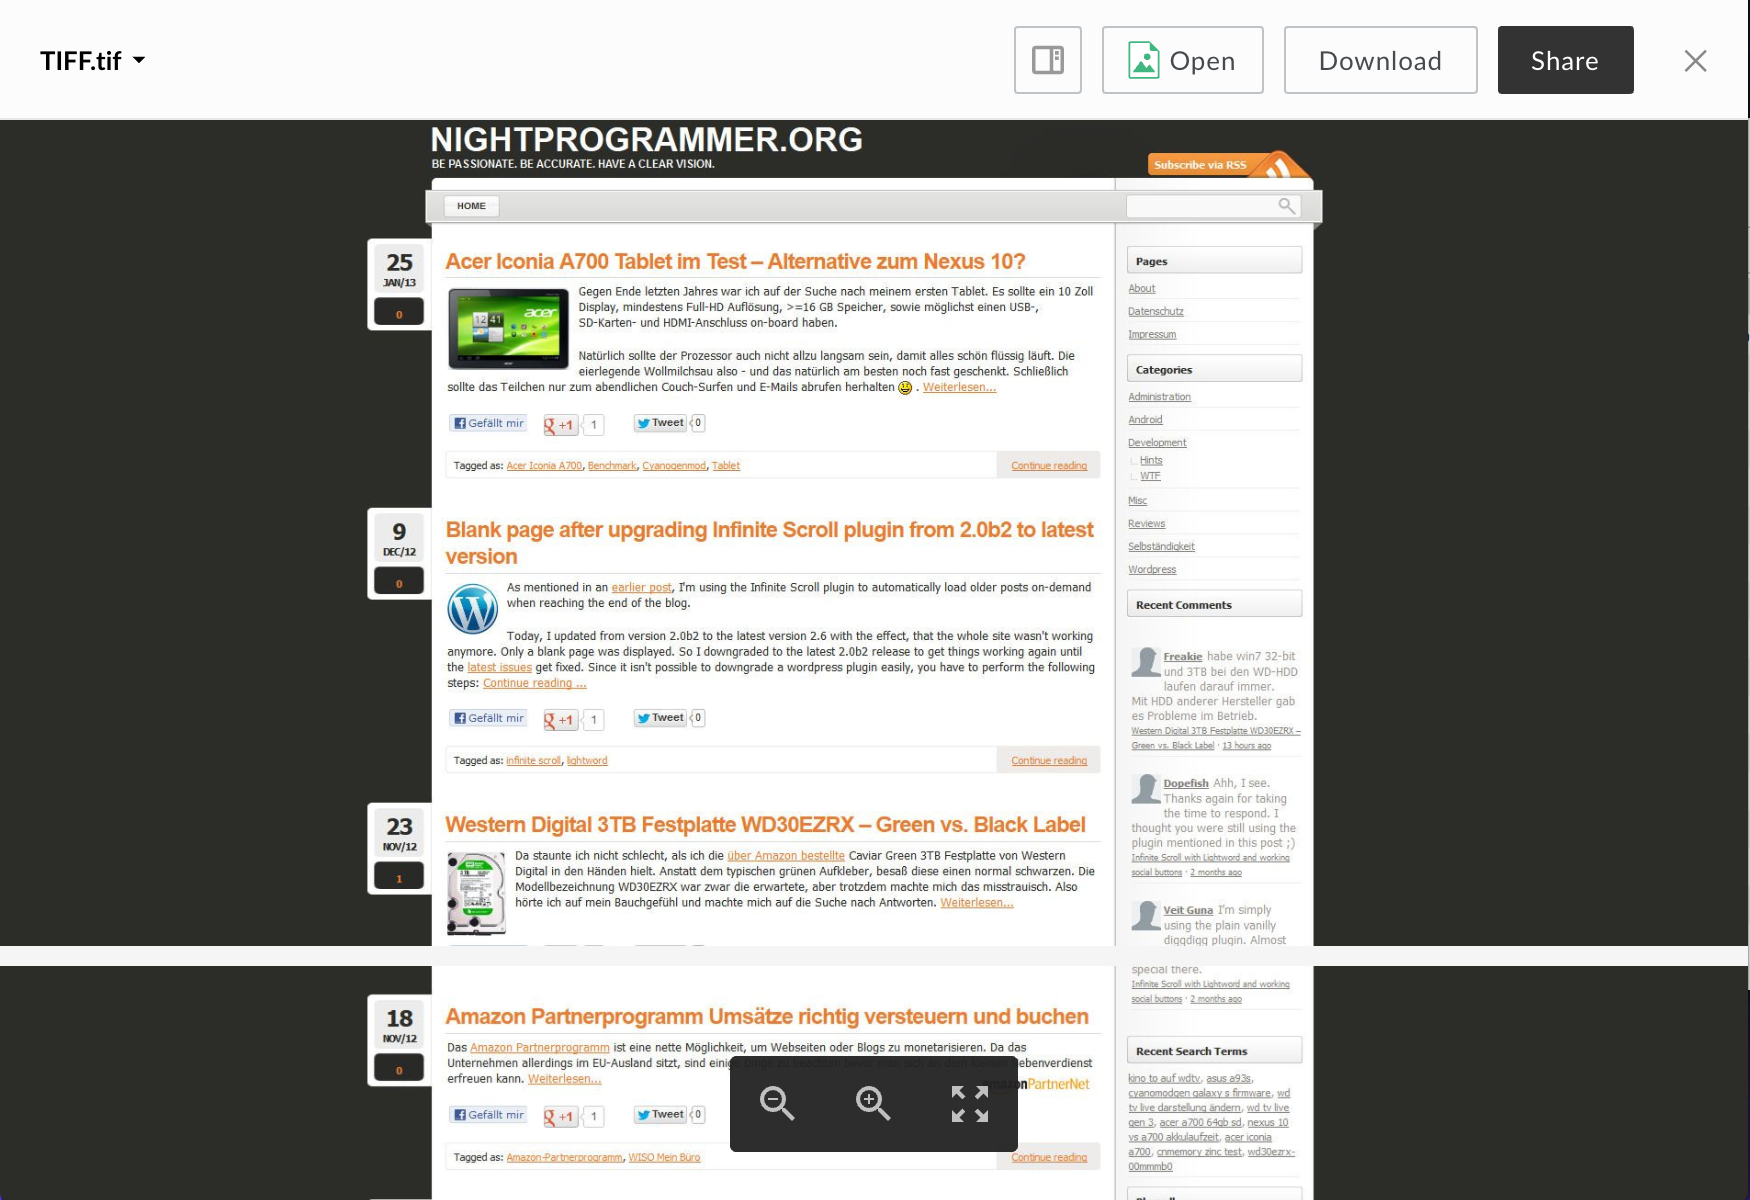 TIFF.tif
Open
Download
Share
NIGHTPROGRAMMER.ORG
BE PASSIONATE. BE ACCURATE. HAVE A CLEAR VISION.
Subscribe via RSS
HOME
25
JAN/13
0
Acer Iconia A700 Tablet im Test – Alternative zum Nexus 10?
12 41
acer
Gegen Ende letzten Jahres war ich auf der Suche nach meinem ersten Tablet. Es sollte ein 10 Zoll
Display, mindestens Full-HD Auflösung, >=16 GB Speicher, sowie möglichst einen USB-,
SD-Karten- und HDMI-Anschluss on-board haben.
Natürlich sollte der Prozessor auch nicht allzu langsam sein, damit alles schön flüssig läuft. Die
eierlegende Wollmilchsau also - und das natürlich am besten noch fast geschenkt. Schließlich
sollte das Teilchen nur zum abendlichen Couch-Surfen und E-Mails abrufen herhalten . Weiterlesen...
Gefällt mir +1 1 Tweet 0
Tagged as: Acer Iconia A700, Benchmark, Cyanogenmod, Tablet
Continue reading
9
DEC/12
0
Blank page after upgrading Infinite Scroll plugin from 2.0b2 to latest
version
As mentioned in an earlier post, I'm using the Infinite Scroll plugin to automatically load older posts on-demand
when reaching the end of the blog.
Today, I updated from version 2.0b2 to the latest version 2.6 with the effect, that the whole site wasn't working
anymore. Only a blank page was displayed. So I downgraded to the latest 2.0b2 release to get things working again until
the latest issues get fixed. Since it isn't possible to downgrade a wordpress plugin easily, you have to perform the following
steps: Continue reading ...
Gefällt mir +1 1 Tweet 0
Tagged as: infinite scroll, lightword
Continue reading
23
NOV/12
1
Western Digital 3TB Festplatte WD30EZRX – Green vs. Black Label
Da staunte ich nicht schlecht, als ich die über Amazon bestellte Caviar Green 3TB Festplatte von Western
Digital in den Händen hielt. Anstatt dem typischen grünen Aufkleber, besaß diese einen normal schwarzen. Die
Modellbezeichnung WD30EZRX war zwar die erwartete, aber trotzdem machte mich das misstrauisch. Also
hörte ich auf mein Bauchgefühl und machte mich auf die Suche nach Antworten. Weiterlesen...
18
NOV/12
0
Amazon Partnerprogramm Umsätze richtig versteuern und buchen
Das Amazon Partnerprogramm ist eine nette Möglichkeit, um Webseiten oder Blogs zu monetarisieren. Da das
Unternehmen allerdings im EU-Ausland sitzt, sind
erfreuen kann. Weiterlesen...
PartnerNet
Gefällt mir +1 1 Tweet 0
Tagged as: Amazon-Partnerprogramm, WISO Mein Büro
Continue reading
Pages
About
Datenschutz
Impressum
Categories
Administration
Android
Development
Hints
WTF
Misc
Reviews
Selbständigkeit
Wordpress
Recent Comments
Freakie habe win7 32-bit
und 3TB bei den WD-HDD
laufen darauf immer.
Mit HDD anderer Hersteller gab
es Probleme im Betrieb.
Western Digital 3TB Festplatte WD30EZRX –
Green vs. Black Label · 13 hours ago
Dopefish Ahh, I see.
Thanks again for taking
the time to respond. I
thought you were still using the
plugin mentioned in this post ;)
Infinite Scroll with Lightword and working
social buttons · 2 months ago
Veit Guna I'm simply
using the plain vanilly
diggdigg plugin. Almost
special there.
Infinite Scroll with Lightword and working
social buttons · 2 months ago
Recent Search Terms
kino to auf wdtv, asus a93s,
cyanomodgen galaxy s firmware, wd
tv live darstellung ändern, wd tv live
gen 3, acer a700 64gb sd, nexus 10
vs a700 akkulaufzeit, acer iconia
a700, cnmemory zinc test, wd30ezrx-
00mmmb0